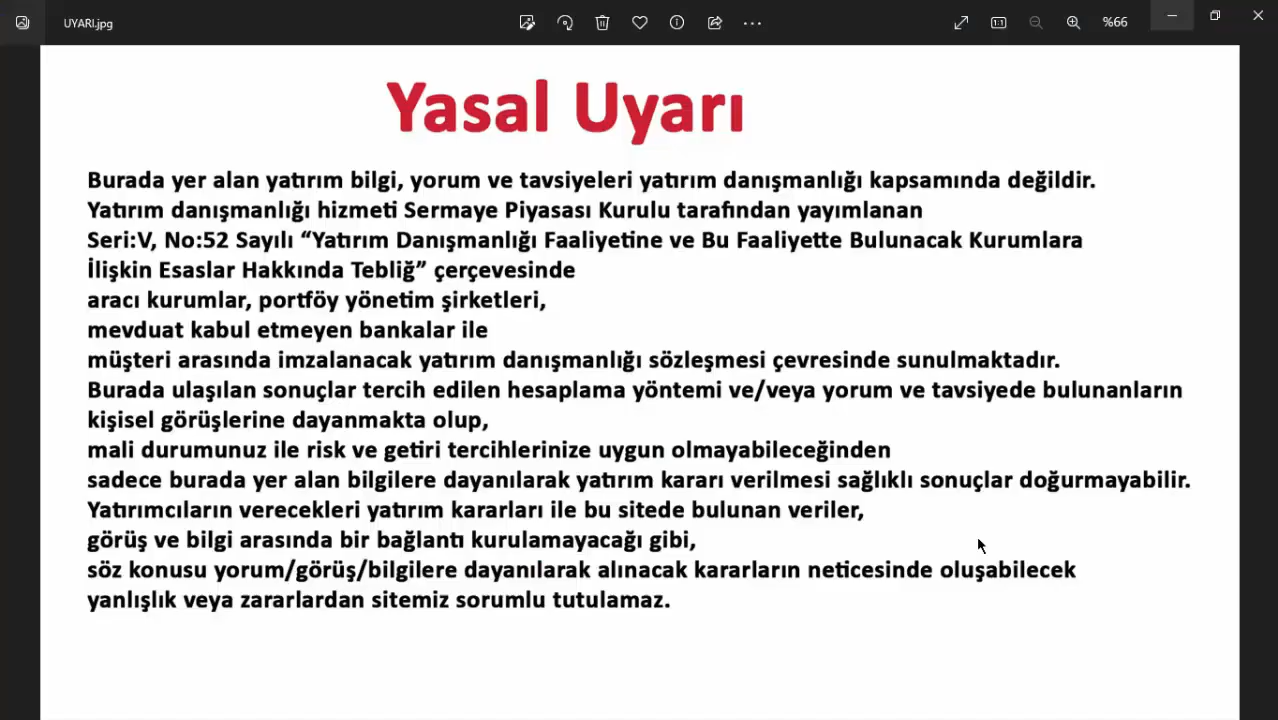 UYARI.jpg
%66
Yasal Uyarı
Burada yer alan yatırım bilgi, yorum ve tavsiyeleri yatırım danışmanlığı kapsamında değildir.
Yatırım danışmanlığı hizmeti Sermaye Piyasası Kurulu tarafından yayımlanan
Seri:V, No:52 Sayılı “Yatırım Danışmanlığı Faaliyetine ve Bu Faaliyette Bulunacak Kurumlara
İlişkin Esaslar Hakkında Tebliğ” çerçevesinde
aracı kurumlar, portföy yönetim şirketleri,
mevduat kabul etmeyen bankalar ile
müşteri arasında imzalanacak yatırım danışmanlığı sözleşmesi çevresinde sunulmaktadır.
Burada ulaşılan sonuçlar tercih edilen hesaplama yöntemi ve/veya yorum ve tavsiyede bulunanların
kişisel görüşlerine dayanmakta olup,
mali durumunuz ile risk ve getiri tercihlerinize uygun olmayabileceğinden
sadece burada yer alan bilgilere dayanılarak yatırım kararı verilmesi sağlıklı sonuçlar doğurmayabilir.
Yatırımcıların verecekleri yatırım kararları ile bu sitede bulunan veriler,
görüş ve bilgi arasında bir bağlantı kurulamayacağı gibi,
söz konusu yorum/görüş/bilgilere dayanılarak alınacak kararların neticesinde oluşabilecek
yanlışlık veya zararlardan sitemiz sorumlu tutulamaz.